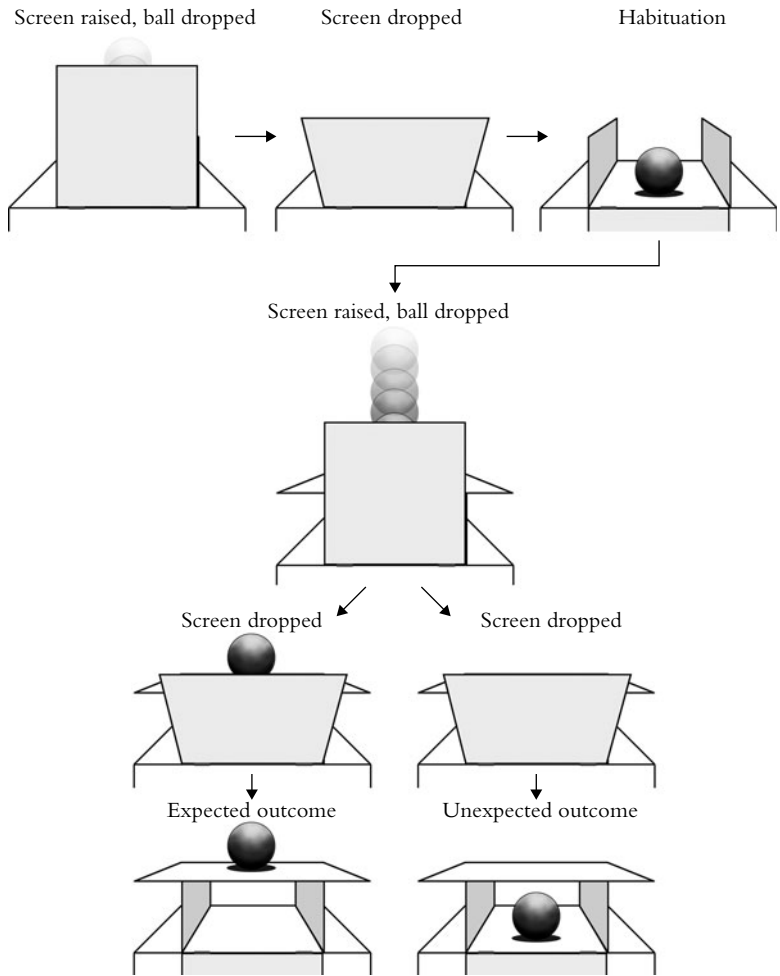 Screen raised, ball dropped
Screen dropped
Habituation
Screen raised, ball dropped
Screen dropped
Screen dropped
Expected outcome
Unexpected outcome